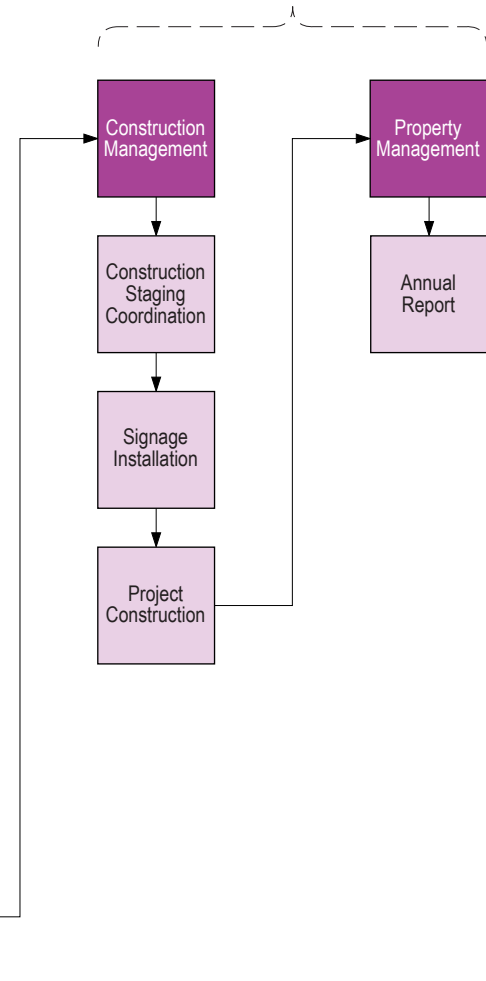 Construction
Management
Construction
Staging
Coordination
Signage
Installation
Project
Construction
Property
Management
Annual
Report